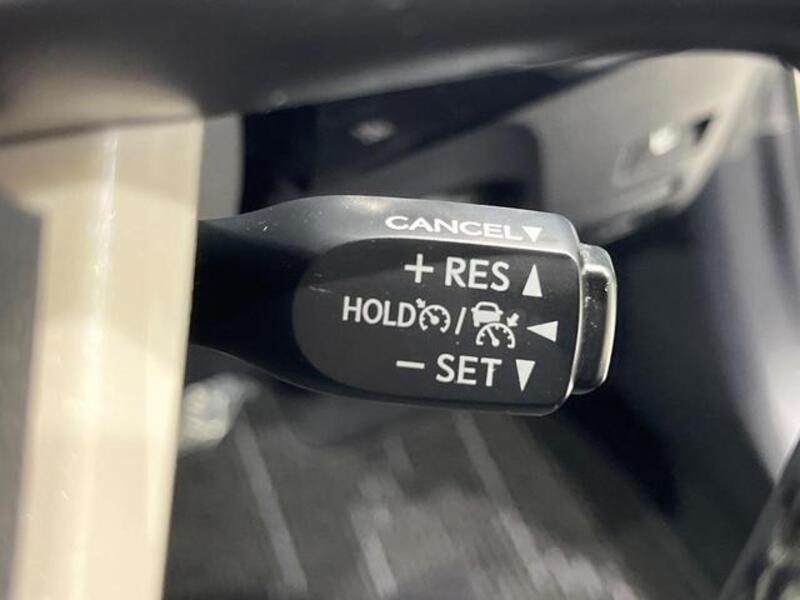 CANCEL▼
+ RES ▲
HOLD / ◀
− SET ▼